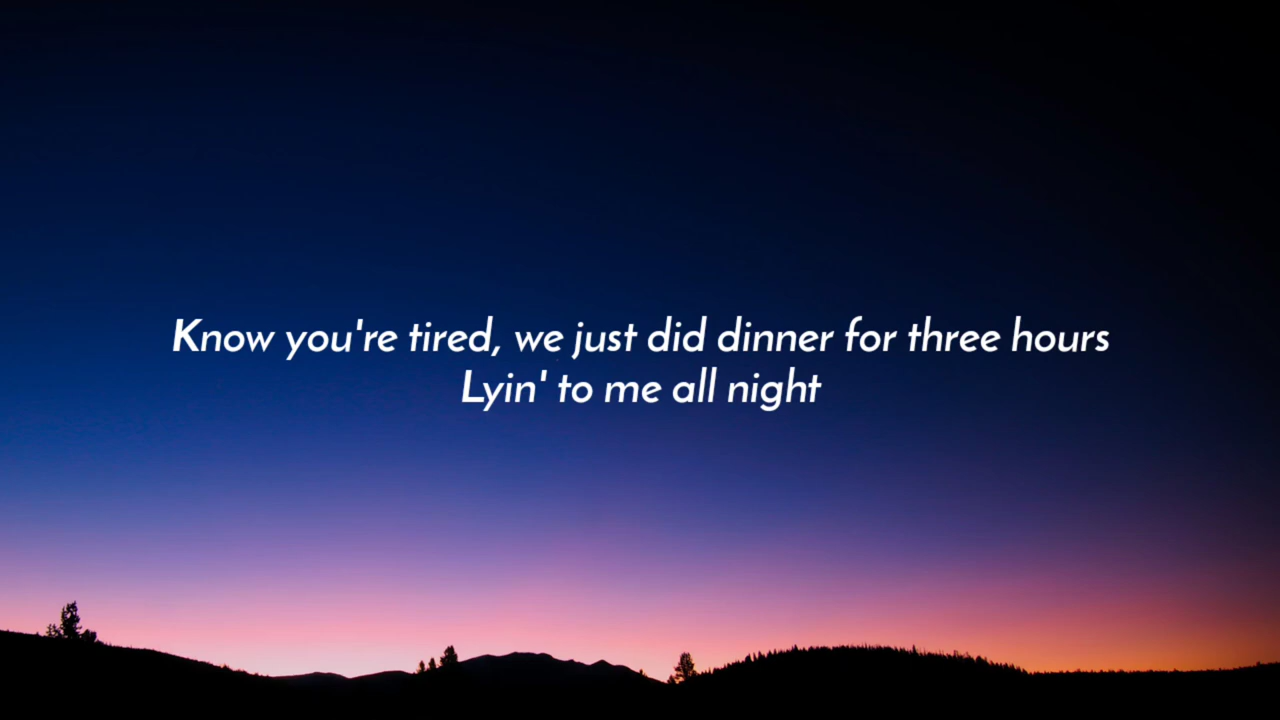 Know you're tired, we just did dinner for three hours
Lyin' to me all night